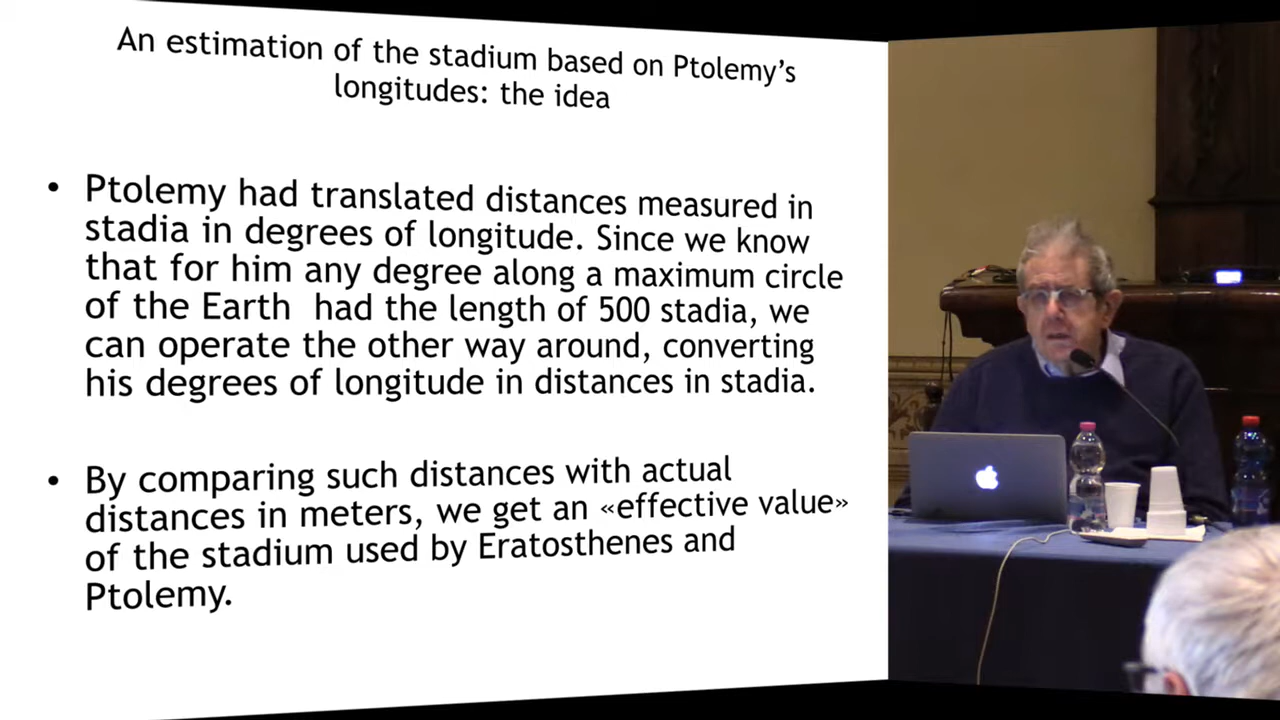 An estimation of the stadium based on Ptolemy's
longitudes: the idea
• Ptolemy had translated distances measured in
stadia in degrees of longitude. Since we know
that for him any degree along a maximum circle
of the Earth had the length of 500 stadia, we
can operate the other way around, converting
his degrees of longitude in distances in stadia.
• By comparing such distances with actual
distances in meters, we get an «effective value»
of the stadium used by Eratosthenes and
Ptolemy.